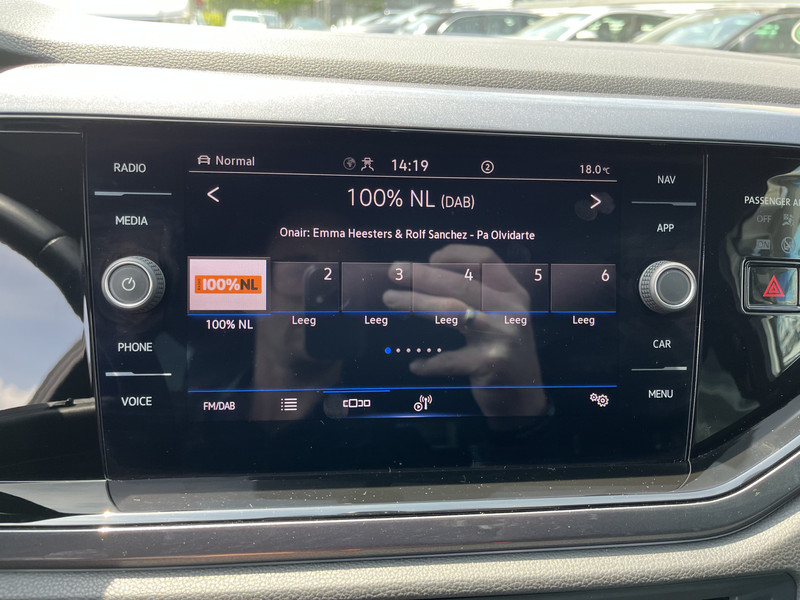 RADIO
MEDIA
PHONE
VOICE
Normal
14:19
2
18.0°C
100% NL (DAB)
Onair: Emma Heesters & Rolf Sanchez - Pa Olvidarte
100%NL
2
3
4
5
6
100% NL
Leeg
Leeg
Leeg
Leeg
Leeg
FM/DAB
NAV
APP
CAR
MENU
PASSENGER
OFF